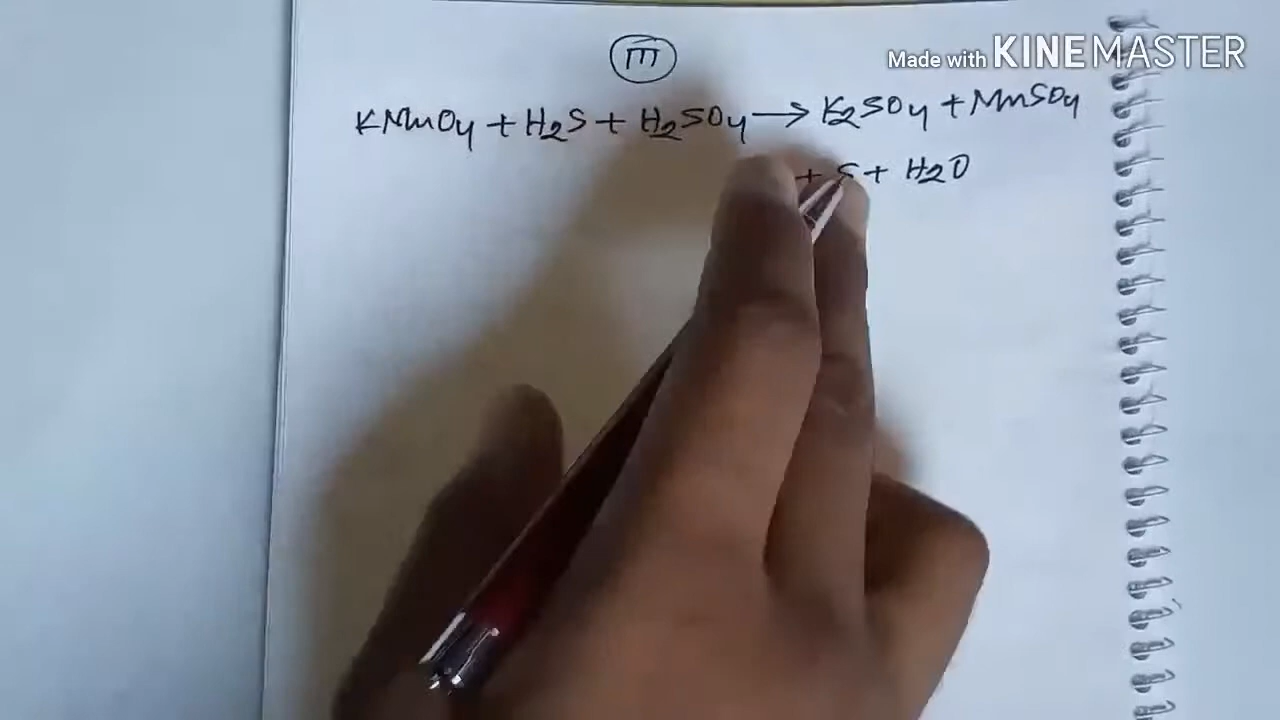 Made with KINEMASTER
III
KMnO4 + H2S + H2SO4 → K2SO4 + MnSO4
+ S + H2O